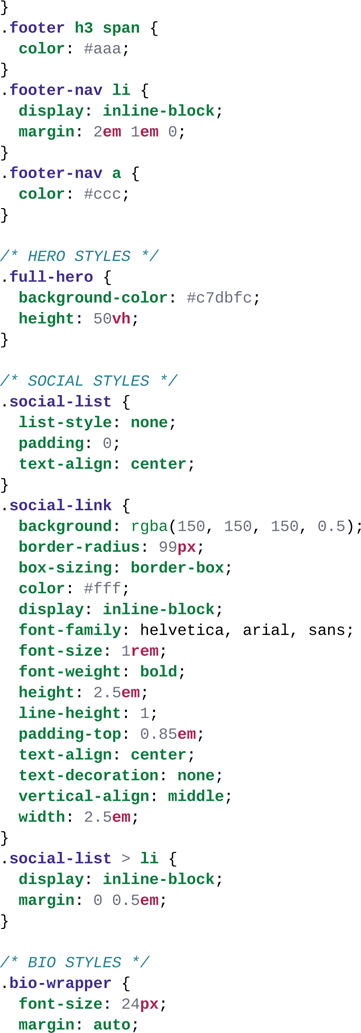 }
.footer h3 span {
  color: #aaa;
}
.footer-nav li {
  display: inline-block;
  margin: 2em 1em 0;
}
.footer-nav a {
  color: #ccc;
}

/* HERO STYLES */
.full-hero {
  background-color: #c7dbfc;
  height: 50vh;
}

/* SOCIAL STYLES */
.social-list {
  list-style: none;
  padding: 0;
  text-align: center;
}
.social-link {
  background: rgba(150, 150, 150, 0.5);
  border-radius: 99px;
  box-sizing: border-box;
  color: #fff;
  display: inline-block;
  font-family: helvetica, arial, sans;
  font-size: 1rem;
  font-weight: bold;
  height: 2.5em;
  line-height: 1;
  padding-top: 0.85em;
  text-align: center;
  text-decoration: none;
  vertical-align: middle;
  width: 2.5em;
}
.social-list > li {
  display: inline-block;
  margin: 0 0.5em;
}

/* BIO STYLES */
.bio-wrapper {
  font-size: 24px;
  margin: auto;